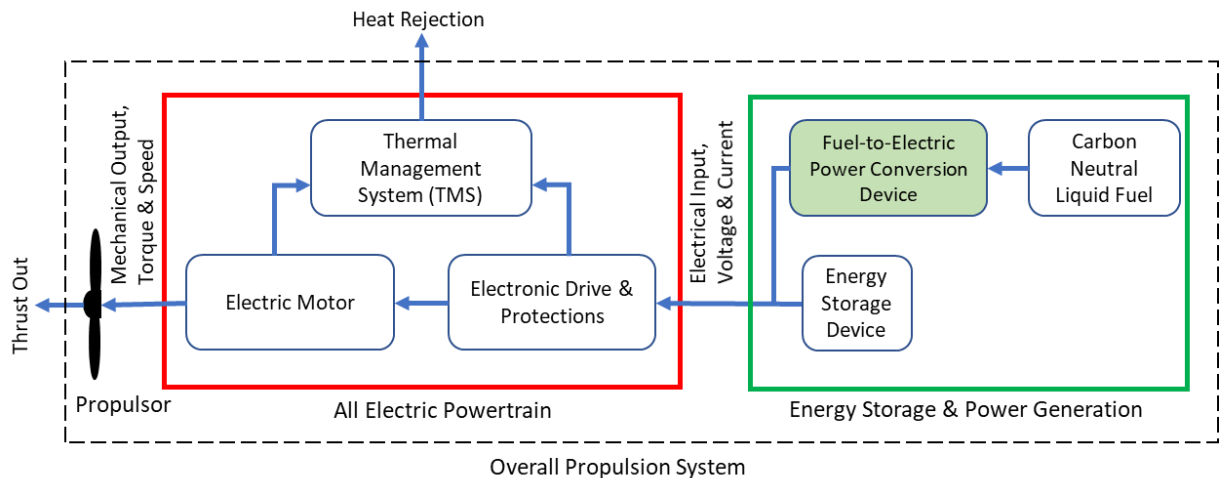 Heat Rejection
Mechanical Output,
Torque & Speed
Thermal
Management
System (TMS)
Electrical Input,
Voltage & Current
Fuel-to-Electric
Power Conversion
Device
Carbon
Neutral
Liquid Fuel
Thrust Out
Electric Motor
Electronic Drive &
Protections
Energy
Storage
Device
Propulsor
All Electric Powertrain
Energy Storage & Power Generation
Overall Propulsion System